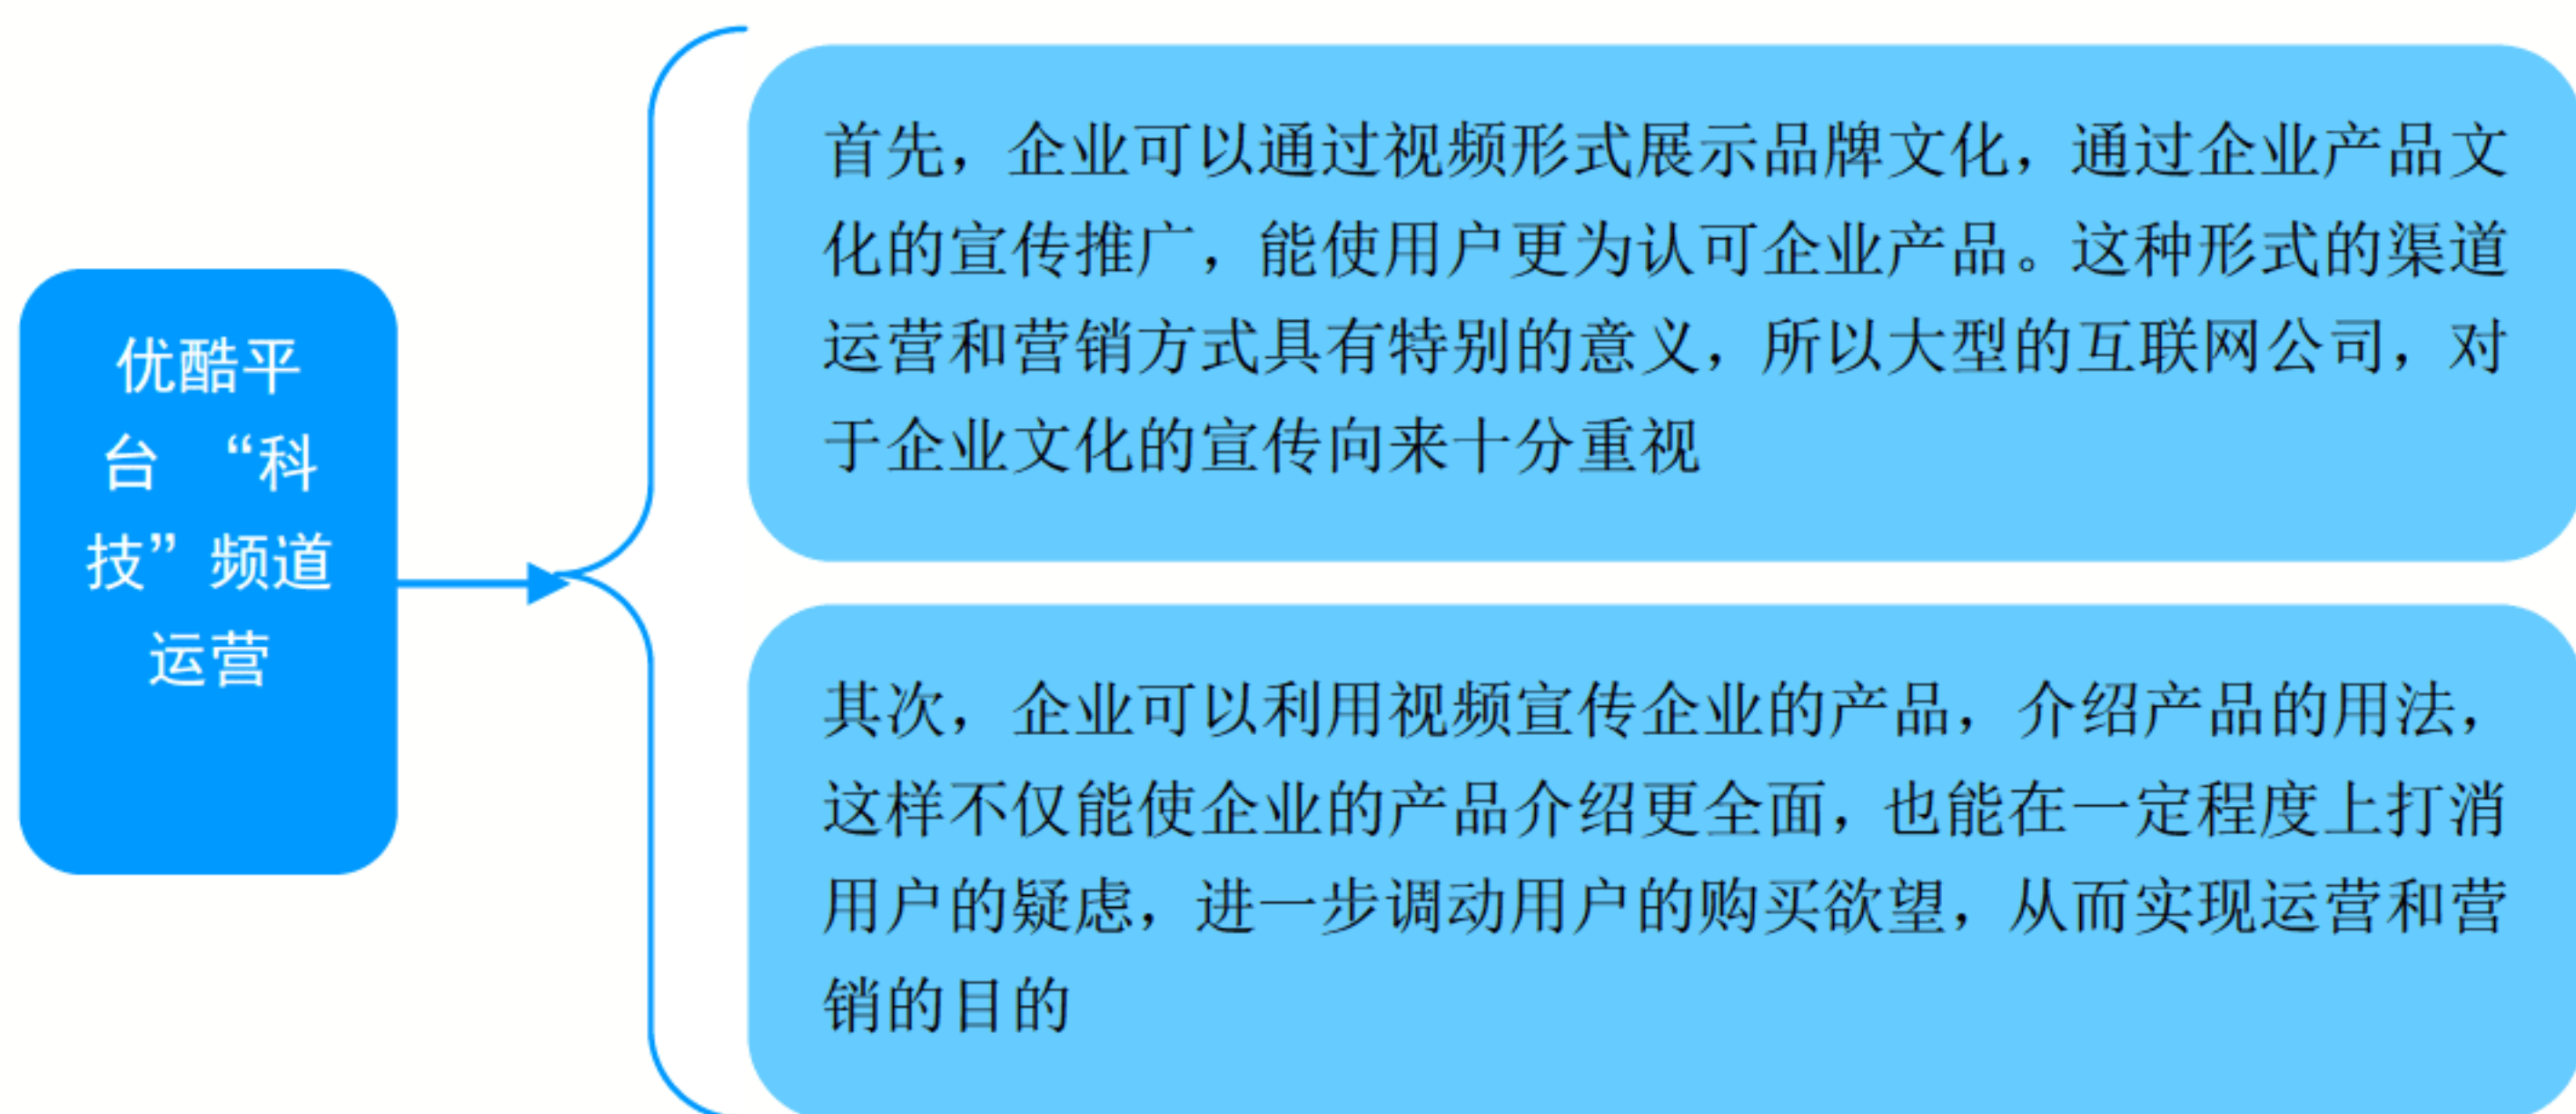 优酷平
台 “科
技”频道
运营
首先，企业可以通过视频形式展示品牌文化，通过企业产品文
化的宣传推广，能使用户更为认可企业产品。这种形式的渠道
运营和营销方式具有特别的意义，所以大型的互联网公司，对
于企业文化的宣传向来十分重视
其次，企业可以利用视频宣传企业的产品，介绍产品的用法，
这样不仅能使企业的产品介绍更全面，也能在一定程度上打消
用户的疑虑，进一步调动用户的购买欲望，从而实现运营和营
销的目的